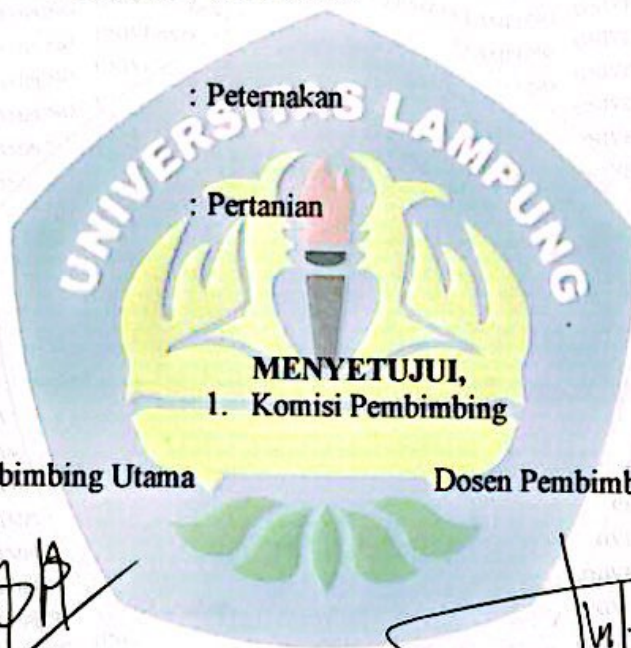 : Peternakan
UNIVERSITAS LAMPUNG
: Pertanian
MENYETUJUI,
1. Komisi Pembimbing
bimbing Utama
Dosen Pembimb